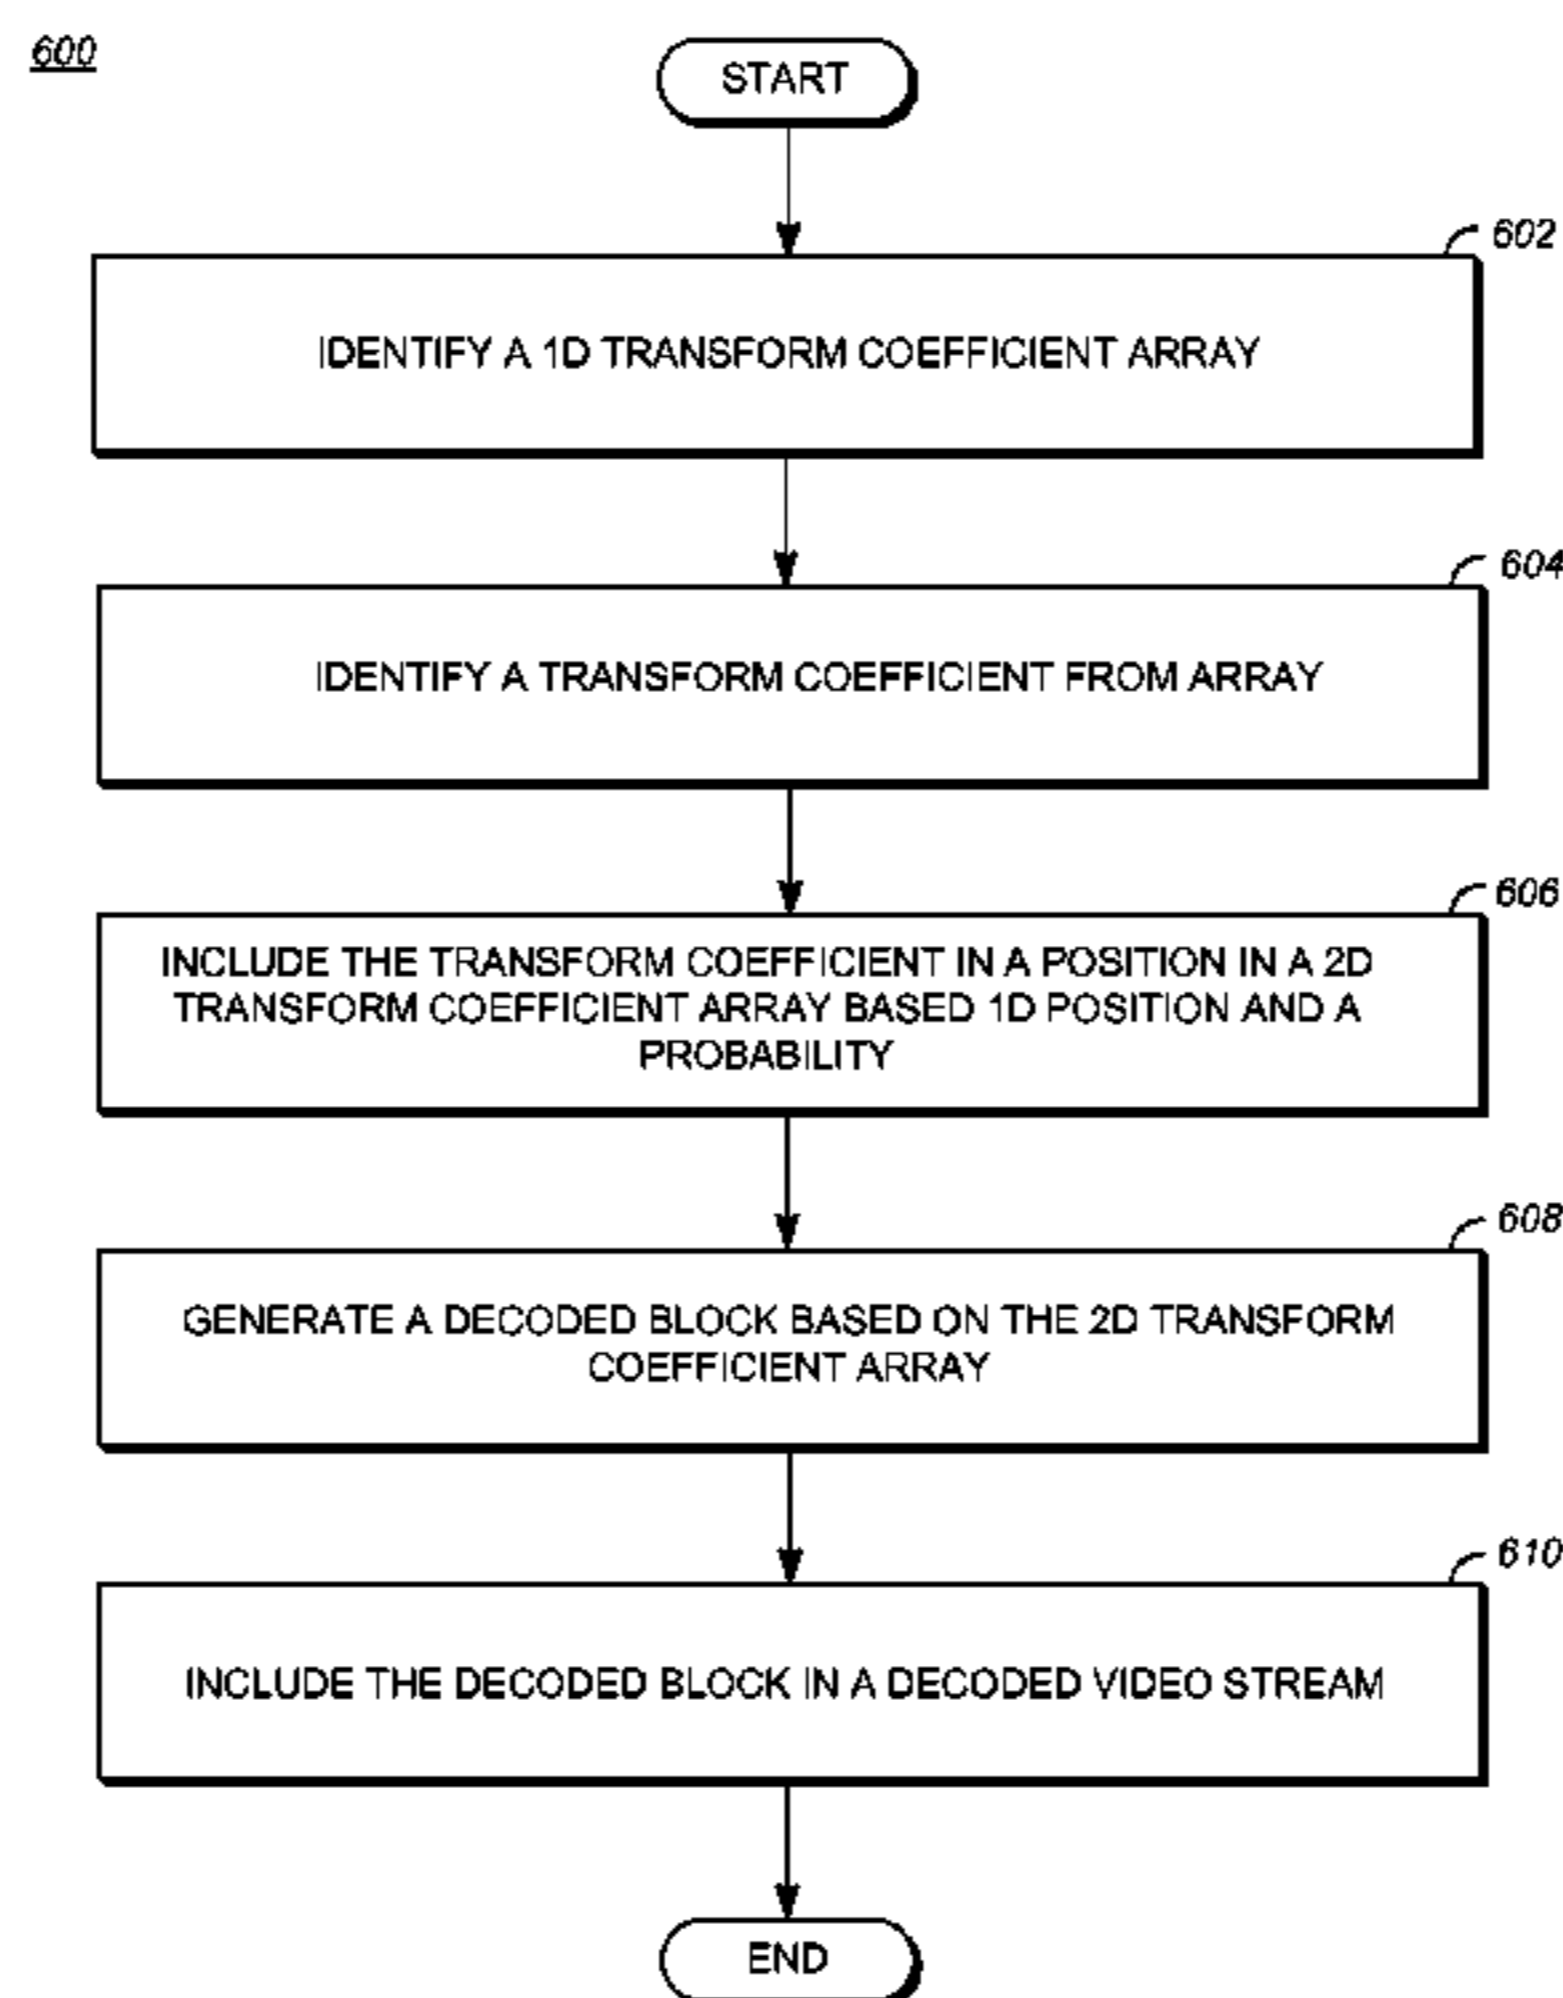 600
START
602
IDENTIFY A 1D TRANSFORM COEFFICIENT ARRAY
604
IDENTIFY A TRANSFORM COEFFICIENT FROM ARRAY
606
INCLUDE THE TRANSFORM COEFFICIENT IN A POSITION IN A 2D
TRANSFORM COEFFICIENT ARRAY BASED 1D POSITION AND A
PROBABILITY
608
GENERATE A DECODED BLOCK BASED ON THE 2D TRANSFORM
COEFFICIENT ARRAY
610
INCLUDE THE DECODED BLOCK IN A DECODED VIDEO STREAM
END